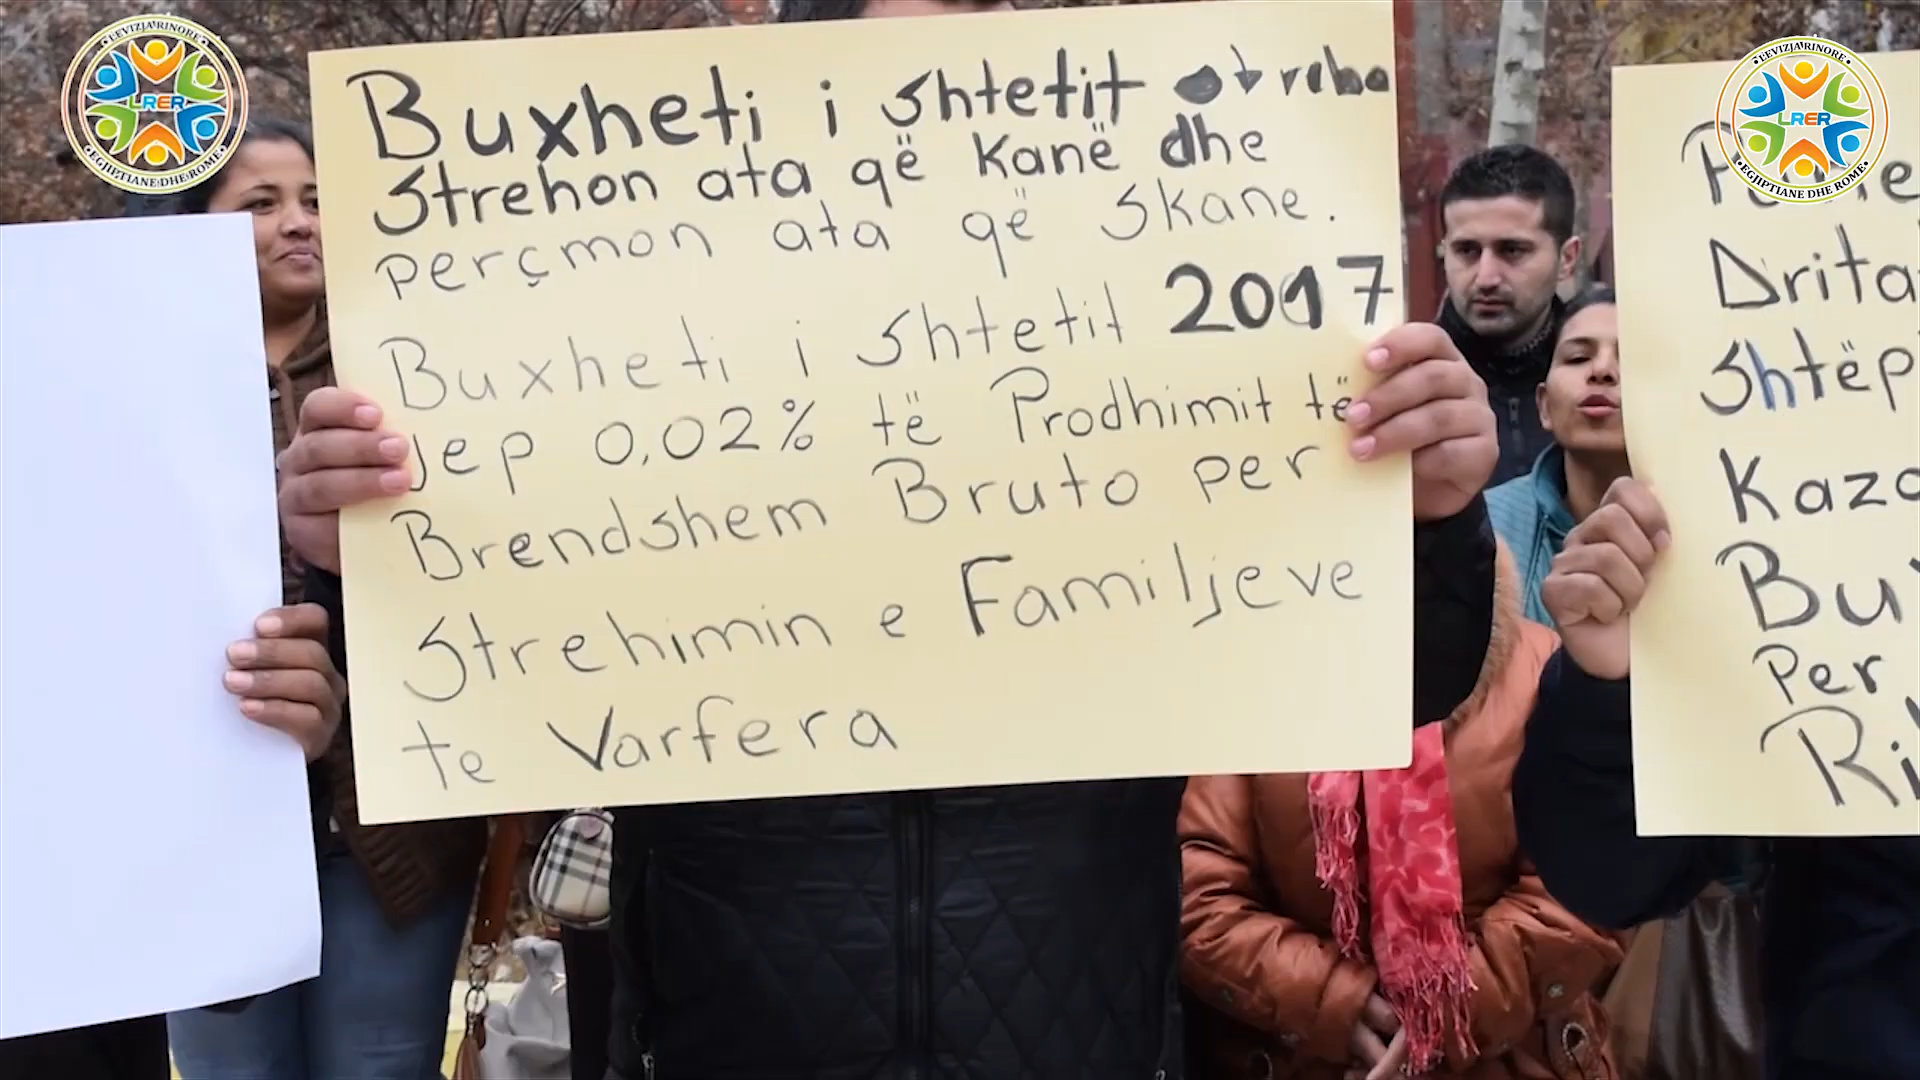 LEVIZJA RINORE
LRER
EGJIPTIANE DHE ROME
Buxheti i Shtetit
Strehon ata që Kanë dhe
perçmon ata që Skane.
Buxheti i Shtetit 2017
Jep 0,02% të Prodhimit të
Brendshem Bruto per
Strehimin e Familjeve
te Varfera
LEVIZJA RINORE
LRER
EGJIPTIANE DHE ROME
Drita
Shtëp
Kaza
Bu
Per
Ri